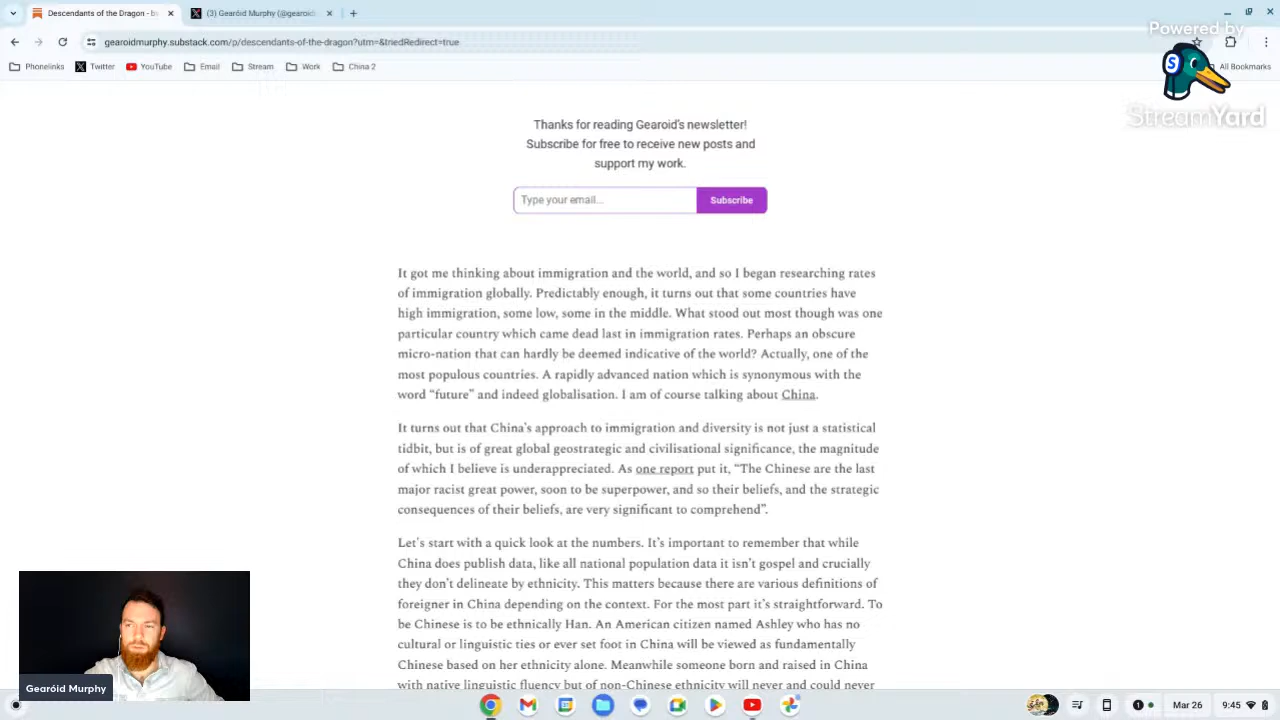 Descendants of the Dragon - by
(3) Gearoid Murphy (@gearoid
gearoidmurphy.substack.com/p/descendants-of-the-dragon?utm=&triedRedirect=true
Phonelinks Twitter YouTube Email Stream Work China 2
All Bookmarks
Powered by
StreamYard
Thanks for reading Gearoid's newsletter!
Subscribe for free to receive new posts and
support my work.
Type your email...
Subscribe
It got me thinking about immigration and the world, and so I began researching rates
of immigration globally. Predictably enough, it turns out that some countries have
high immigration, some low, some in the middle. What stood out most though was one
particular country which came dead last in immigration rates. Perhaps an obscure
micro-nation that can hardly be deemed indicative of the world? Actually, one of the
most populous countries. A rapidly advanced nation which is synonymous with the
word “future” and indeed globalisation. I am of course talking about China.
It turns out that China’s approach to immigration and diversity is not just a statistical
tidbit, but is of great global geostrategic and civilisational significance, the magnitude
of which I believe is underappreciated. As one report put it, “The Chinese are the last
major racist great power, soon to be superpower, and so their beliefs, and the strategic
consequences of their beliefs, are very significant to comprehend”.
Let’s start with a quick look at the numbers. It’s important to remember that while
China does publish data, like all national population data it isn’t gospel and crucially
they don’t delineate by ethnicity. This matters because there are various definitions of
foreigner in China depending on the context. For the most part it’s straightforward. To
be Chinese is to be ethnically Han. An American citizen named Ashley who has no
cultural or linguistic ties or ever set foot in China will be viewed as fundamentally
Chinese based on her ethnicity alone. Meanwhile someone born and raised in China
with native linguistic fluency but of non-Chinese ethnicity will never and could never
Gearóid Murphy
Mar 26
9:45